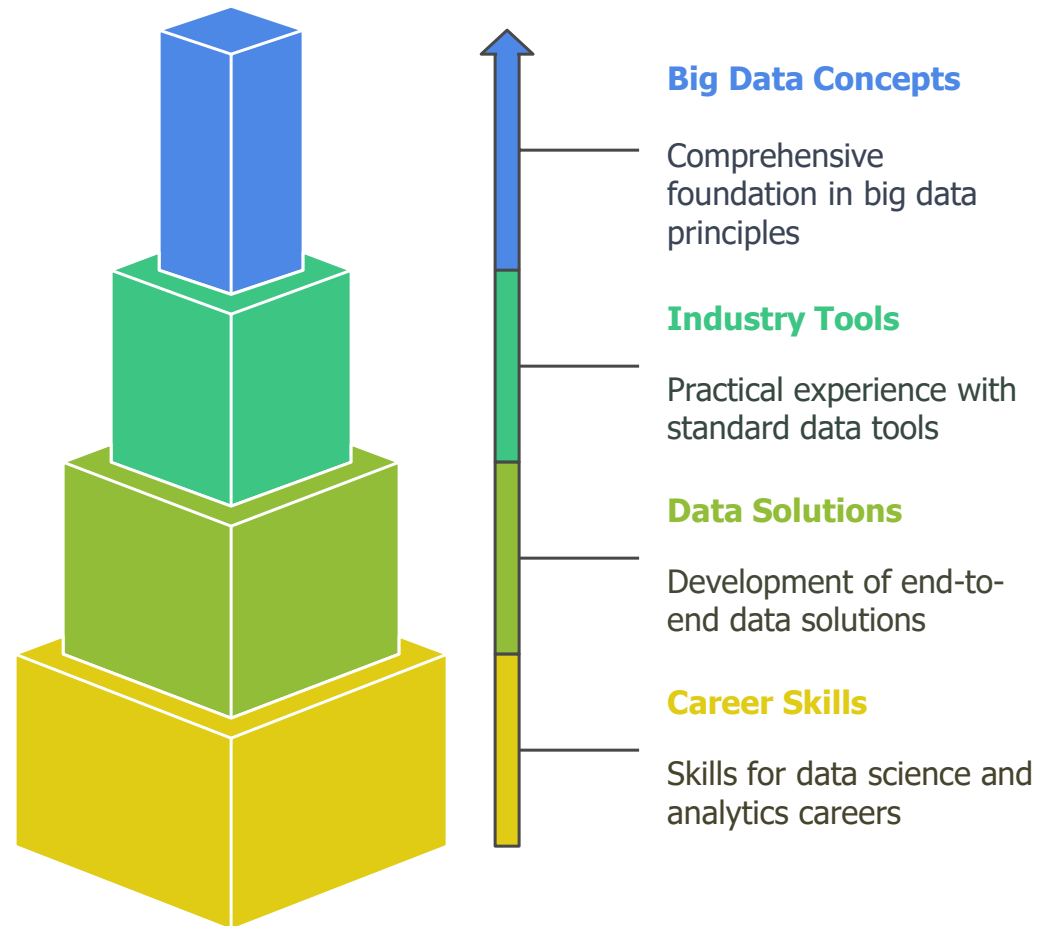 Big Data Concepts
Comprehensive
foundation in big data
principles
Industry Tools
Practical experience with
standard data tools
Data Solutions
Development of end-to-
end data solutions
Career Skills
Skills for data science and
analytics careers